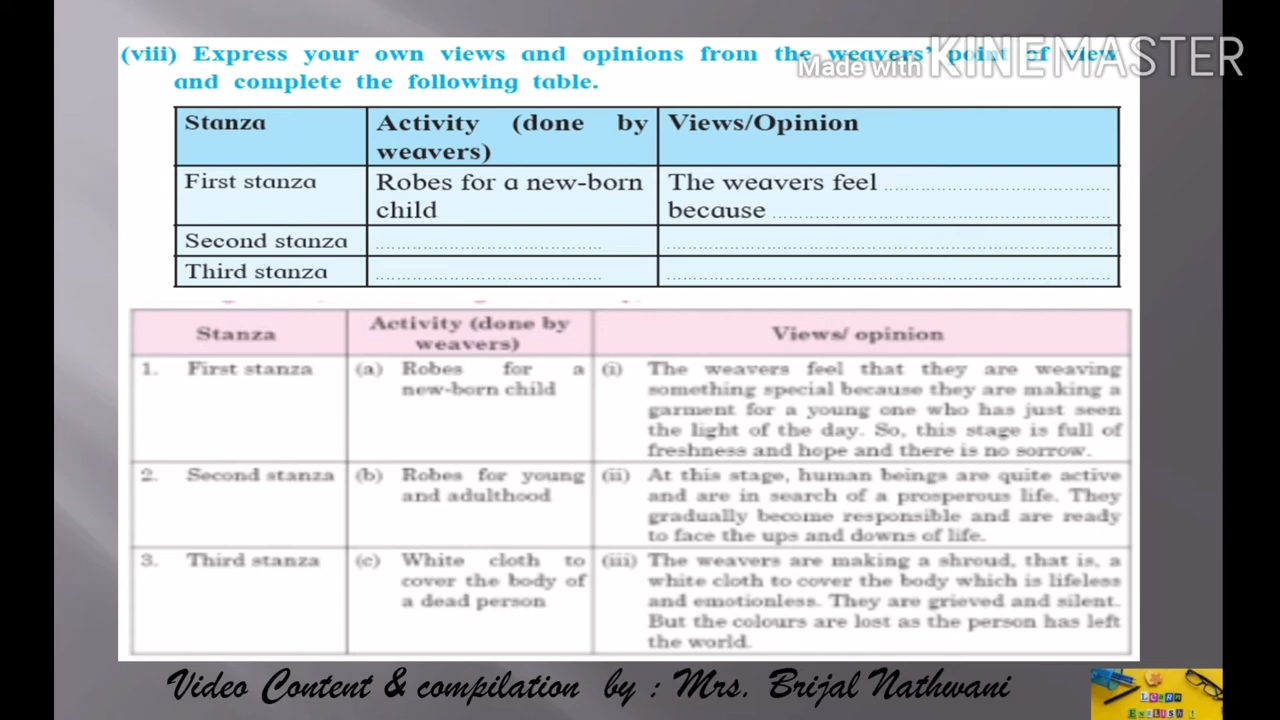 (viii) Express your own views and opinions from the weavers' point of view
Made with KINEMASTER
and complete the following table.
Stanza Activity (done by weavers) Views/Opinion
First stanza Robes for a new-born child The weavers feel ........................
because ........................
Second stanza ........................ ........................
Third stanza ........................ ........................
Stanza Activity (done by weavers) Views/ opinion
1. First stanza (a) Robes for a new-born child (i) The weavers feel that they are weaving
something special because they are making a
garment for a young one who has just seen
the light of the day. So, this stage is full of
freshness and hope and there is no sorrow.
2. Second stanza (b) Robes for young and adulthood (ii) At this stage, human beings are quite active
and are in search of a prosperous life. They
gradually become responsible and are ready
to face the ups and downs of life.
3. Third stanza (c) White cloth to cover the body of a dead person (iii) The weavers are making a shroud, that is, a
white cloth to cover the body which is lifeless
and emotionless. They are grieved and silent.
But the colours are lost as the person has left
the world.
Video Content & compilation by : Mrs. Brijal Nathwani
LEARN
ENGLISH !